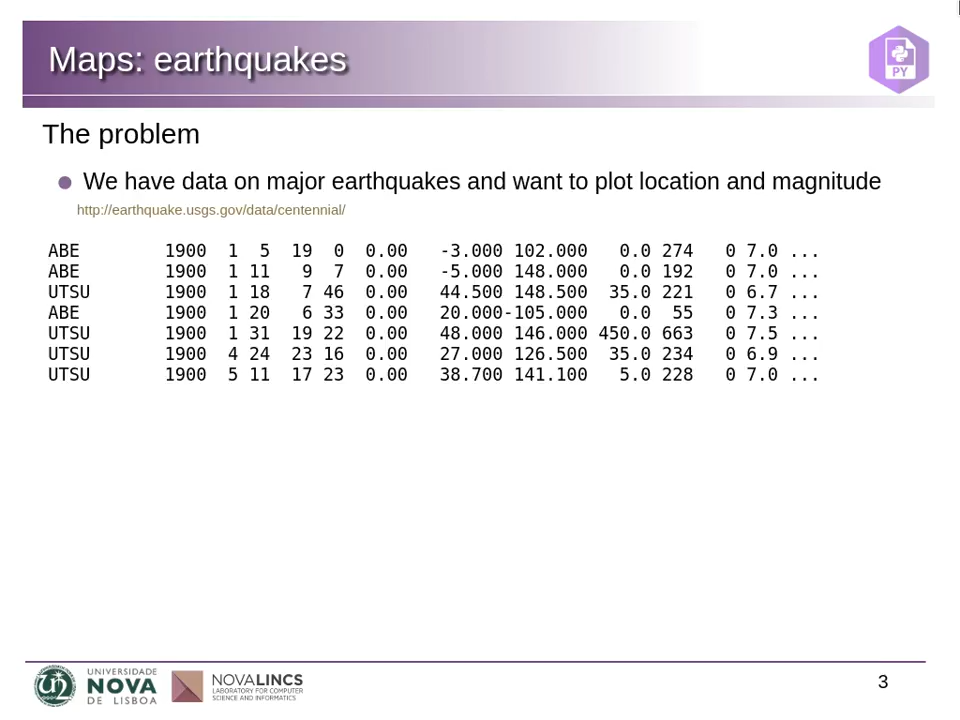 Maps: earthquakes
PY
The problem
We have data on major earthquakes and want to plot location and magnitude
http://earthquake.usgs.gov/data/centennial/
ABE        1900  1  5  19  0  0.00   -3.000 102.000   0.0 274   0 7.0 ...
ABE        1900  1 11   9  7  0.00   -5.000 148.000   0.0 192   0 7.0 ...
UTSU       1900  1 18   7 46  0.00   44.500 148.500  35.0 221   0 6.7 ...
ABE        1900  1 20   6 33  0.00   20.000-105.000   0.0  55   0 7.3 ...
UTSU       1900  1 31  19 22  0.00   48.000 146.000 450.0 663   0 7.5 ...
UTSU       1900  4 24  23 16  0.00   27.000 126.500  35.0 234   0 6.9 ...
UTSU       1900  5 11  17 23  0.00   38.700 141.100   5.0 228   0 7.0 ...
UNIVERSIDADE
NOVA
DE LISBOA
NOVALINCS
LABORATORY FOR COMPUTER
SCIENCE AND INFORMATICS
3